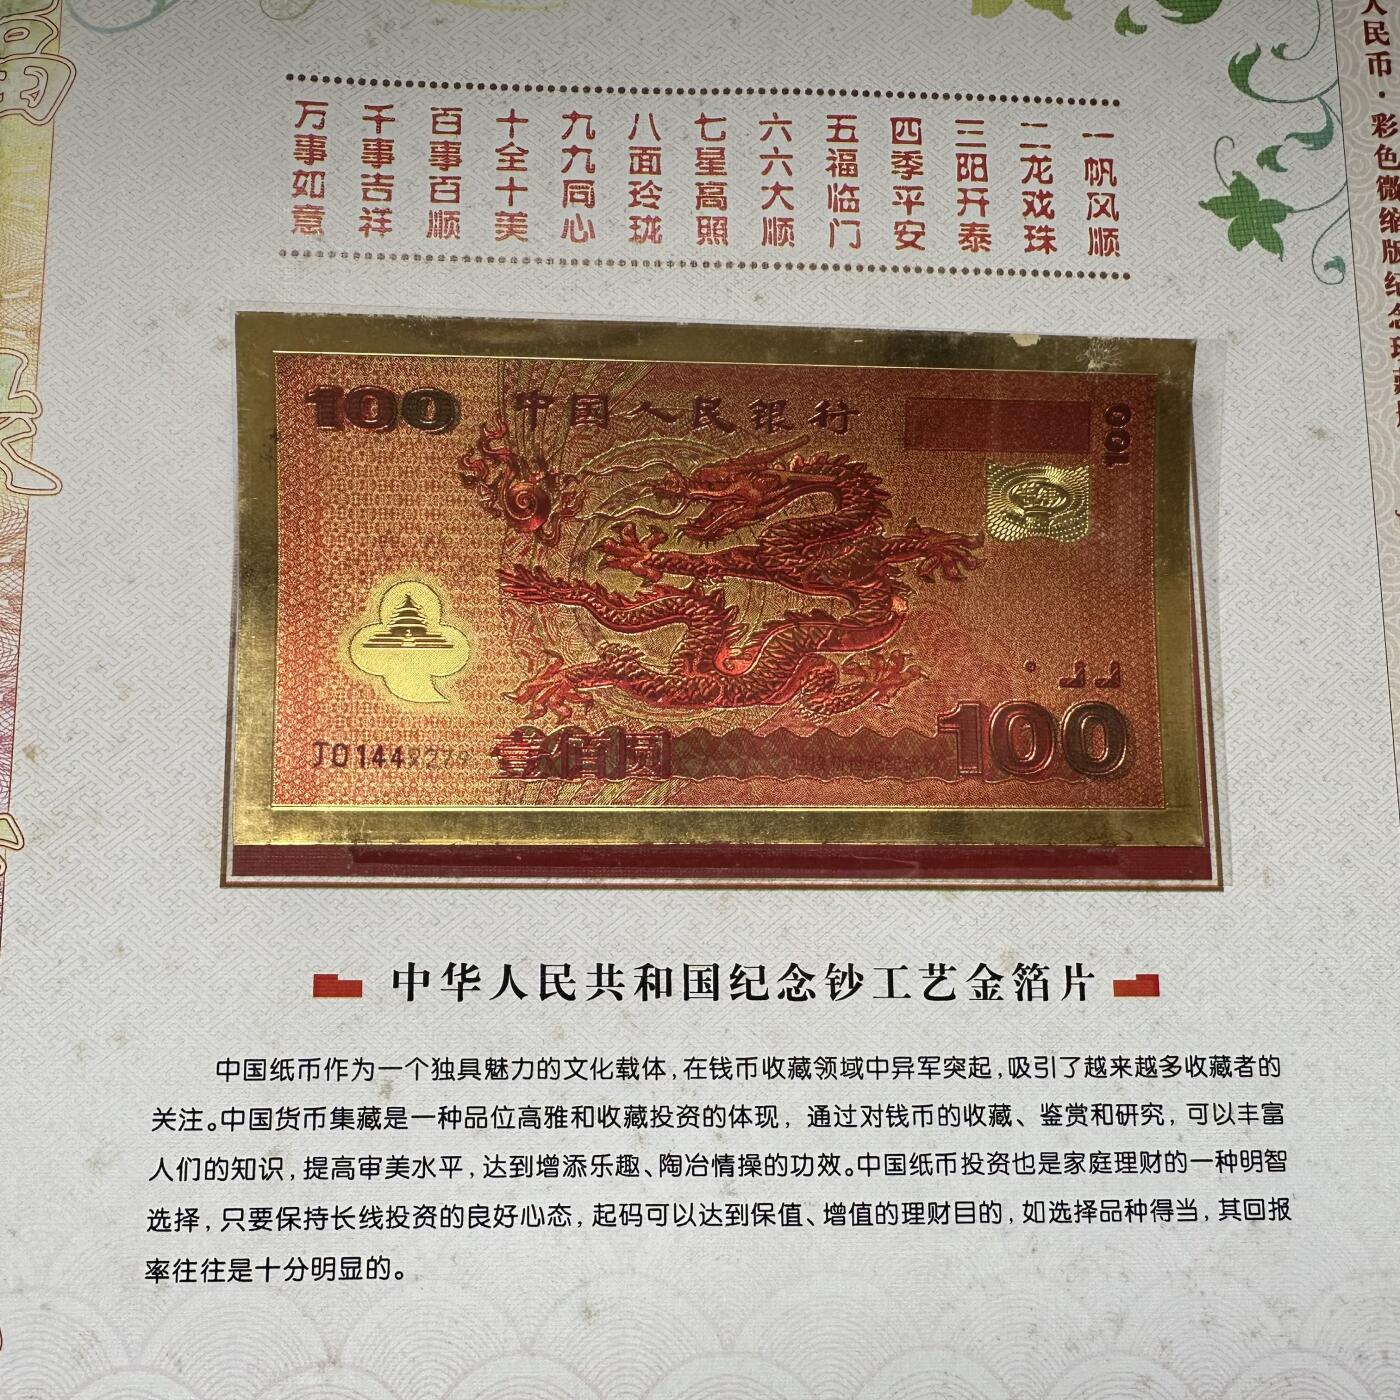 一帆风顺
二龙戏珠
三阳开泰
四季平安
五福临门
六六大顺
七星高照
八面玲珑
九九同心
十全十美
百事百顺
千事吉祥
万事如意
人民币·彩色微缩版纪念
100
中国人民银行
100
壹佰圆
100
中华人民共和国纪念钞工艺金箔片
中国纸币作为一个独具魅力的文化载体,在钱币收藏领域中异军突起,吸引了越来越多收藏者的
关注。中国货币集藏是一种品位高雅和收藏投资的体现,通过对钱币的收藏、鉴赏和研究,可以丰富
人们的知识,提高审美水平,达到增添乐趣、陶冶情操的功效。中国纸币投资也是家庭理财的一种明智
选择,只要保持长线投资的良好心态,起码可以达到保值、增值的理财目的,如选择品种得当,其回报
率往往是十分明显的。